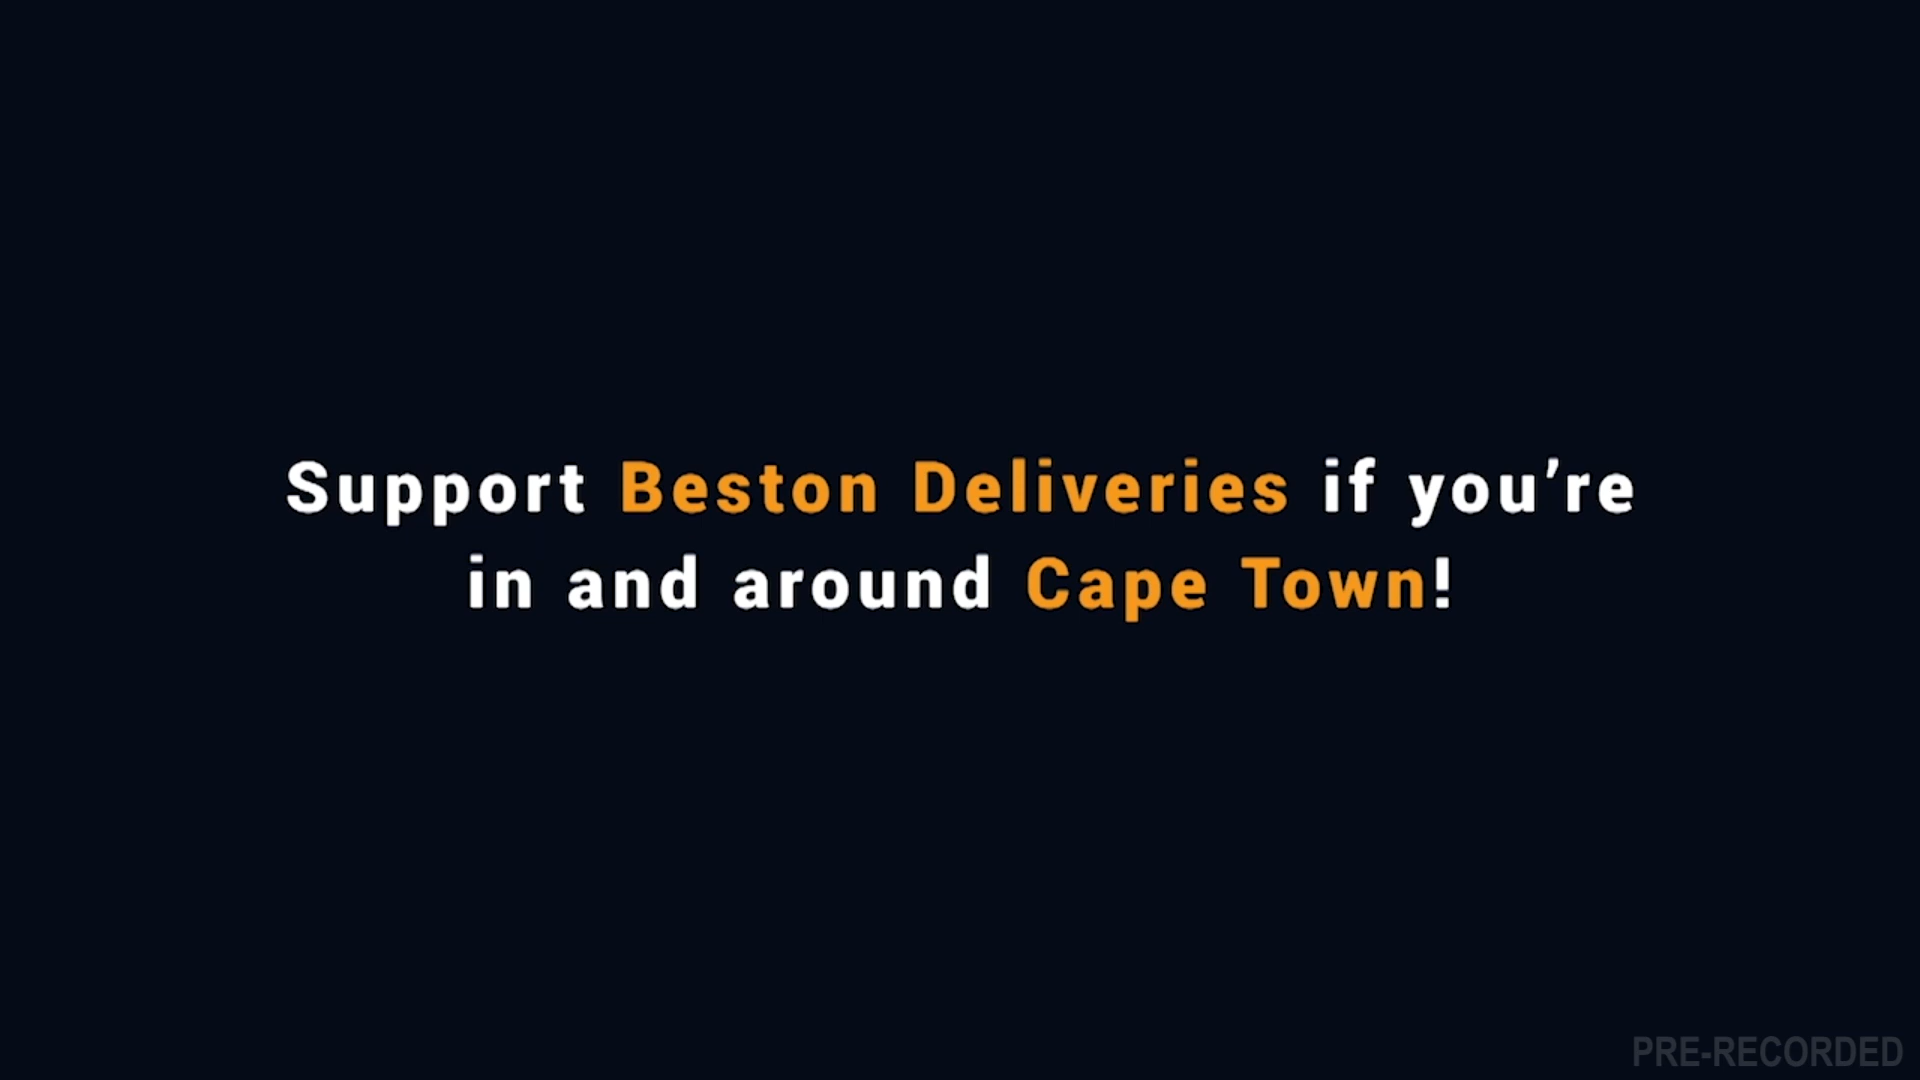 Support Beston Deliveries if you’re
in and around Cape Town!
PRE-RECORDED